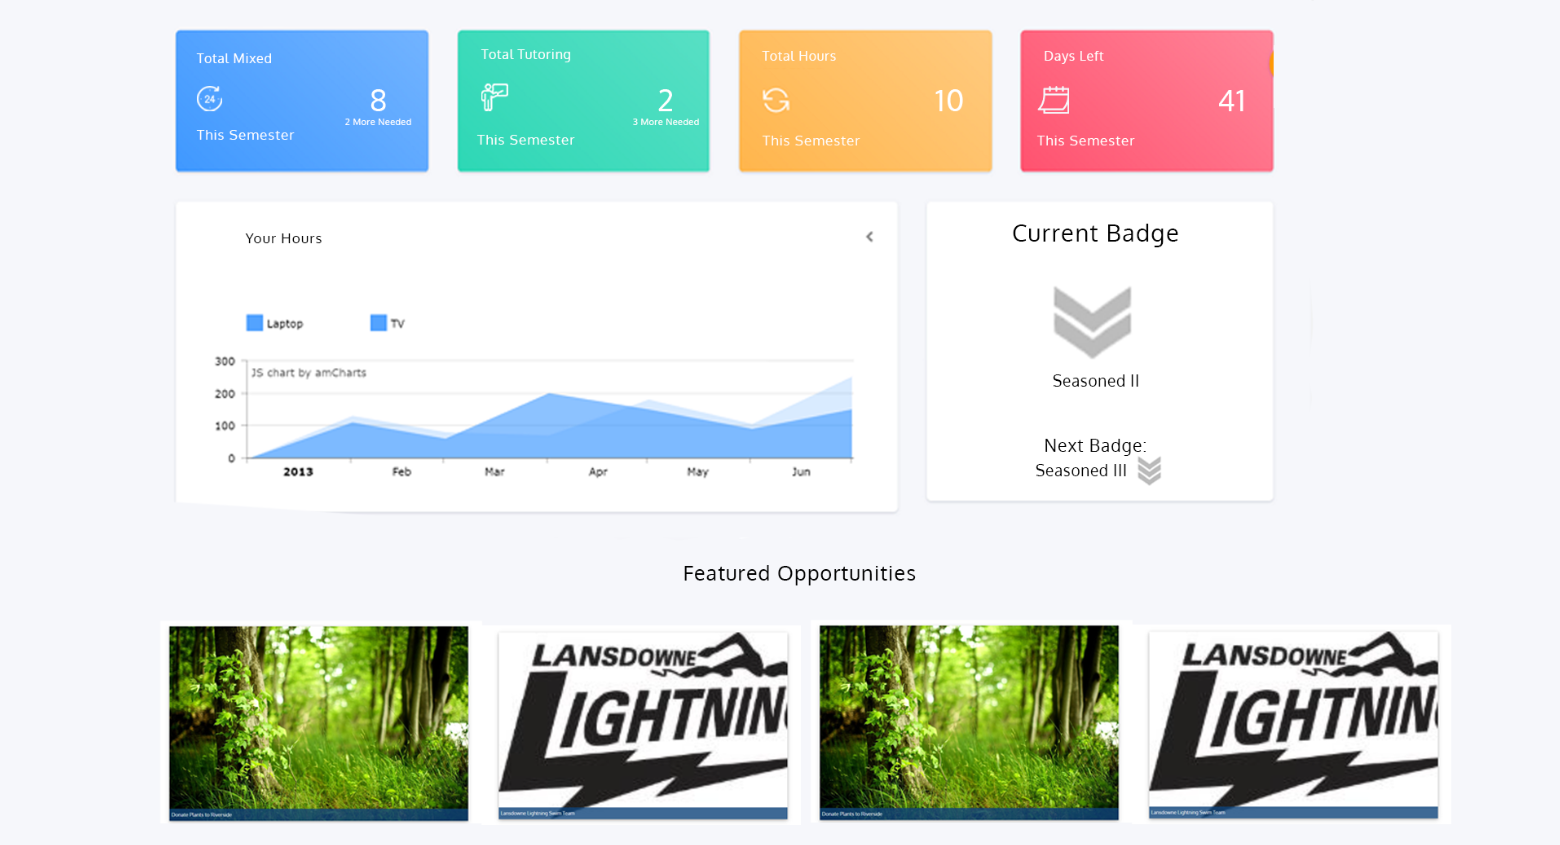 Total Mixed
24
8
2 More Needed
This Semester
Total Tutoring
2
3 More Needed
This Semester
Total Hours
10
This Semester
Days Left
41
This Semester
Your Hours
Laptop
TV
300
JS chart by amCharts
200
100
0
2013 Feb Mar Apr May Jun
Current Badge
Seasoned II
Next Badge:
Seasoned III
Featured Opportunities
Donate Plants to Riverside
LANSDOWNE
LIGHTNIN
Lansdowne Lightning Swim Team
Donate Plants to Riverside
LANSDOWNE
LIGHTNIN
Lansdowne Lightning Swim Team